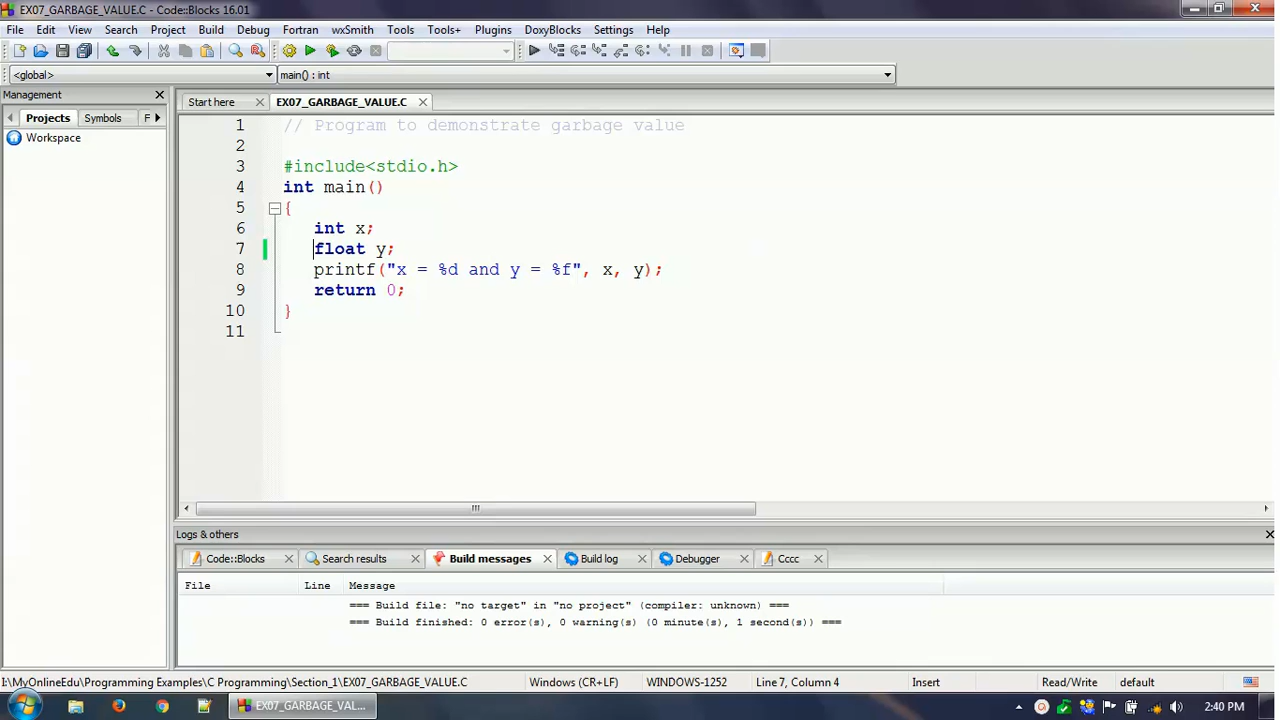 EX07_GARBAGE_VALUE.C - Code::Blocks 16.01
File Edit View Search Project Build Debug Fortran wxSmith Tools Tools+ Plugins DoxyBlocks Settings Help
<global> main() : int
Management
Start here EX07_GARBAGE_VALUE.C
Projects Symbols F
Workspace
1 // Program to demonstrate garbage value
2
3 #include<stdio.h>
4 int main()
5 {
6 int x;
7 float y;
8 printf("x = %d and y = %f", x, y);
9 return 0;
10 }
11
Logs & others
Code::Blocks Search results Build messages Build log Debugger Cccc
File Line Message
=== Build file: "no target" in "no project" (compiler: unknown) ===
=== Build finished: 0 error(s), 0 warning(s) (0 minute(s), 1 second(s)) ===
I:\MyOnlineEdu\Programming Examples\C Programming\Section_1\EX07_GARBAGE_VALUE.C Windows (CR+LF) WINDOWS-1252 Line 7, Column 4 Insert Read/Write default
EX07_GARBAGE_VAL... 2:40 PM